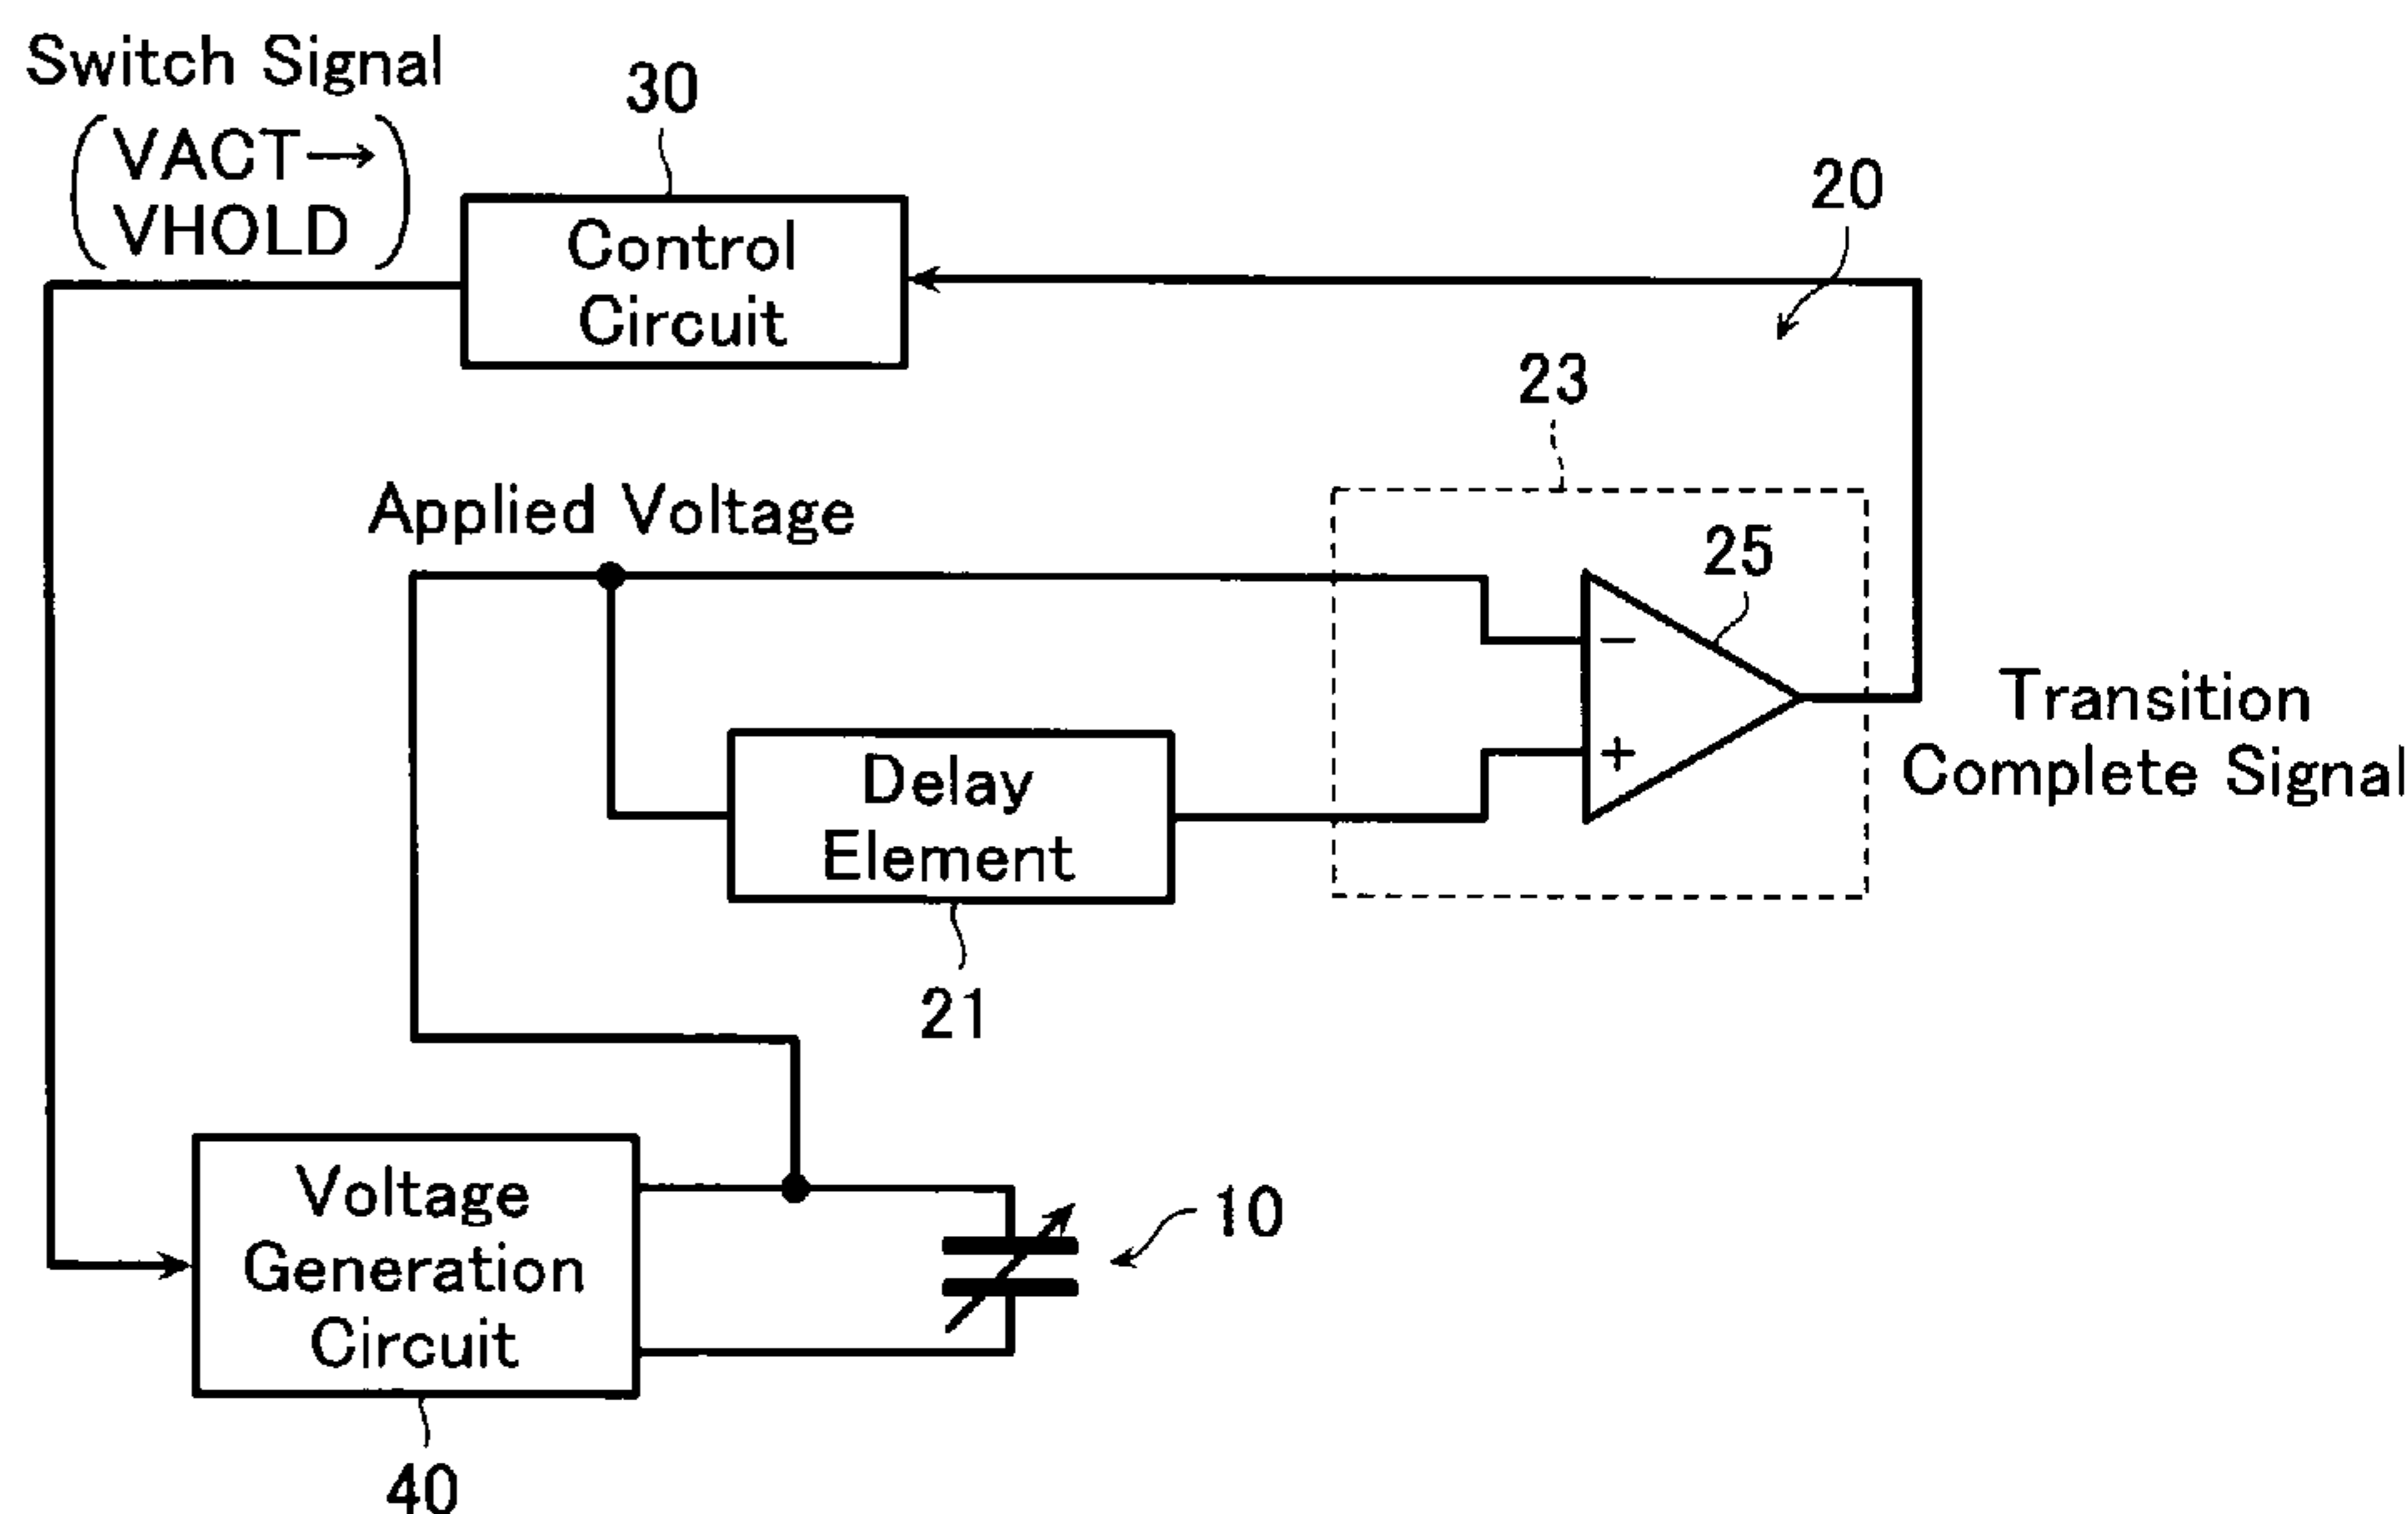 Switch Signal
VACT→
VHOLD
30
Control
Circuit
20
23
Applied Voltage
25
−
+
Transition
Complete Signal
Delay
Element
21
Voltage
Generation
Circuit
10
40